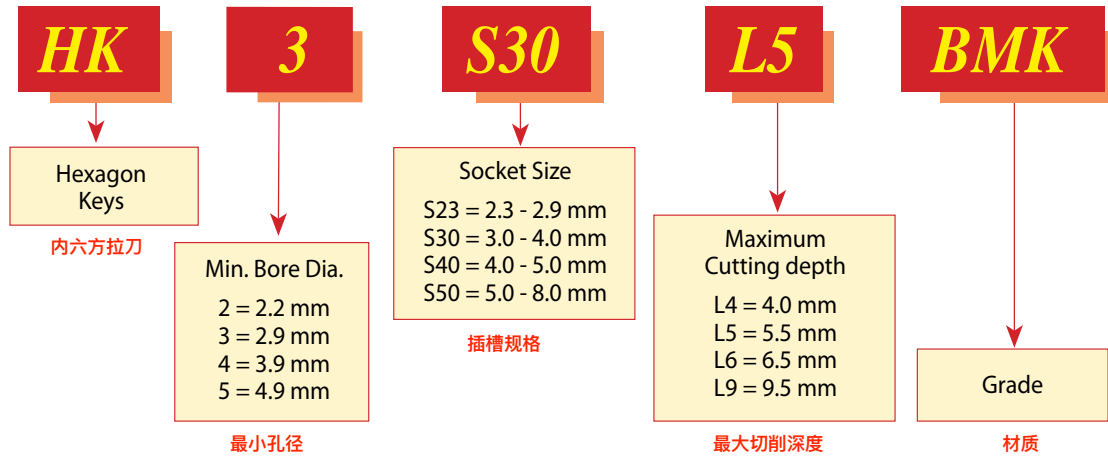 HK
3
S30
L5
BMK
Hexagon
Keys
内六方拉刀
Min. Bore Dia.
2 = 2.2 mm
3 = 2.9 mm
4 = 3.9 mm
5 = 4.9 mm
最小孔径
Socket Size
S23 = 2.3 - 2.9 mm
S30 = 3.0 - 4.0 mm
S40 = 4.0 - 5.0 mm
S50 = 5.0 - 8.0 mm
插槽规格
Maximum
Cutting depth
L4 = 4.0 mm
L5 = 5.5 mm
L6 = 6.5 mm
L9 = 9.5 mm
最大切削深度
Grade
材质